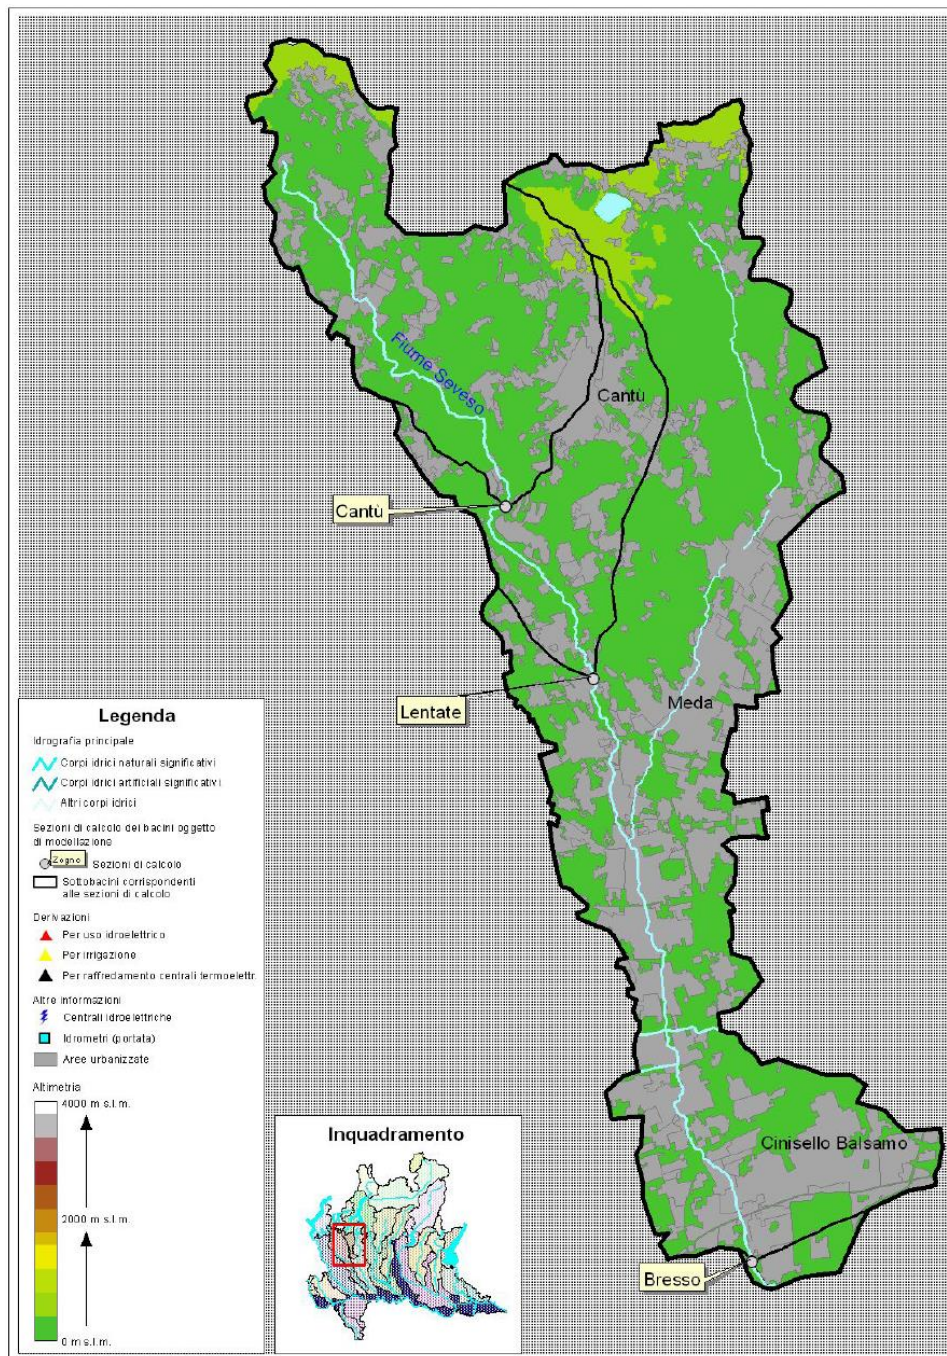 Fiume Seveso
Cantù
Cantù
Lentate
Meda
Cinisello Balsamo
Bresso
Legenda
Idrografia principale
Corpi idrici naturali significativi
Corpi idrici artificiali significativi
Altri corpi idrici
Sezioni di calcolo dei bacini oggetto
di modellazione
Zogno
Sezioni di calcolo
Sottobacini corrispondenti
alle sezioni di calcolo
Derivazioni
Per uso idroelettrico
Per irrigazione
Per raffredamento centrali termoelettr.
Altre informazioni
Centrali idroelettriche
Idrometri (portata)
Aree urbanizzate
Altimetria
4000 m s.l.m.
2000 m s.l.m.
0 m s.l.m.
Inquadramento